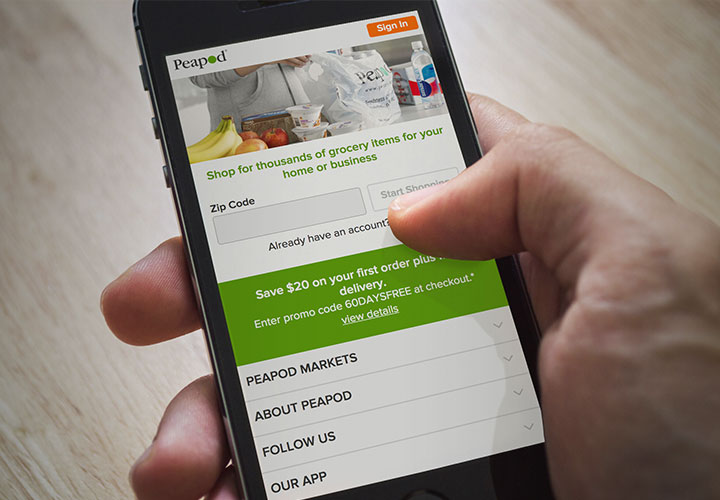 Sign In
Peapod
Peapod
Shop for thousands of grocery items for your
home or business
Zip Code
Start Shopping
Already have an account?
Save $20 on your first order plus
delivery.
Enter promo code 60DAYSFREE at checkout.*
view details
PEAPOD MARKETS
ABOUT PEAPOD
FOLLOW US
OUR APP